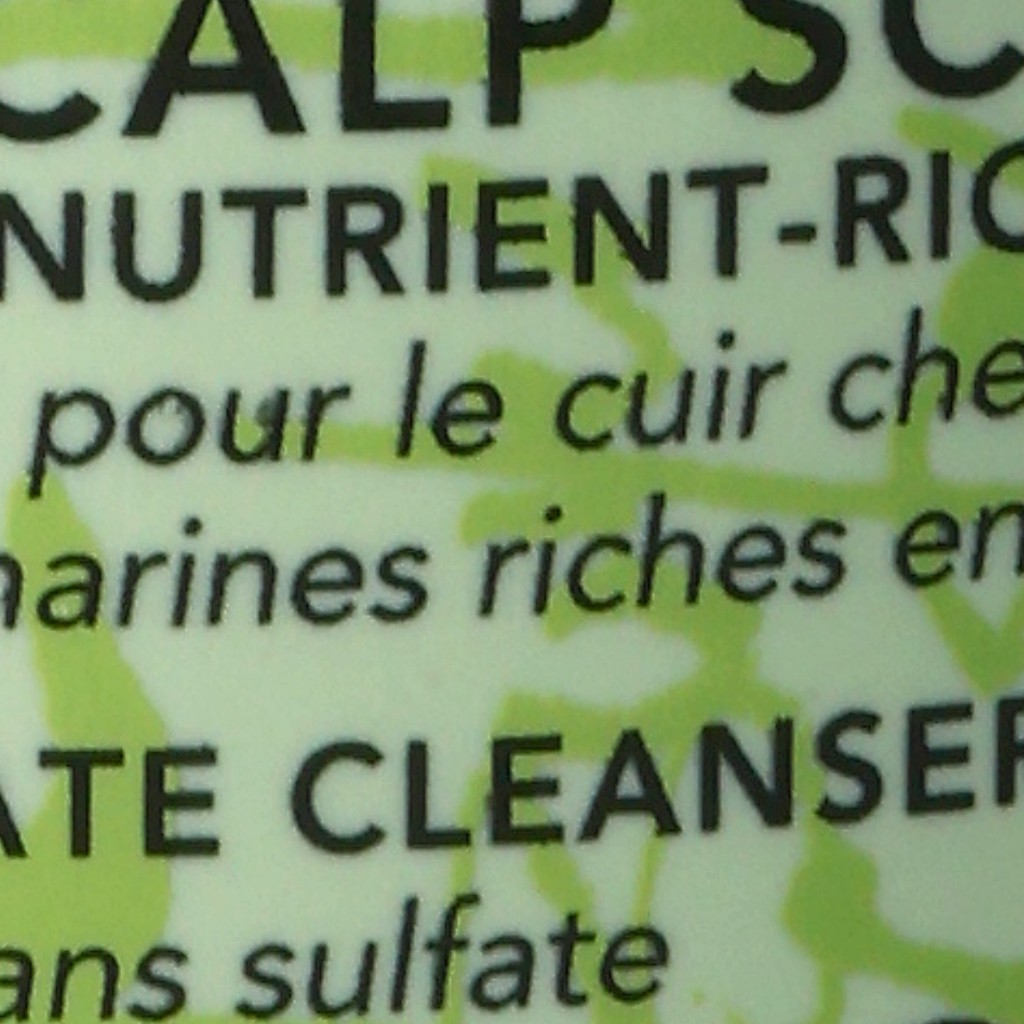 CALP SC
NUTRIENT-RIC
pour le cuir che
marines riches en
ATE CLEANSER
ans sulfate